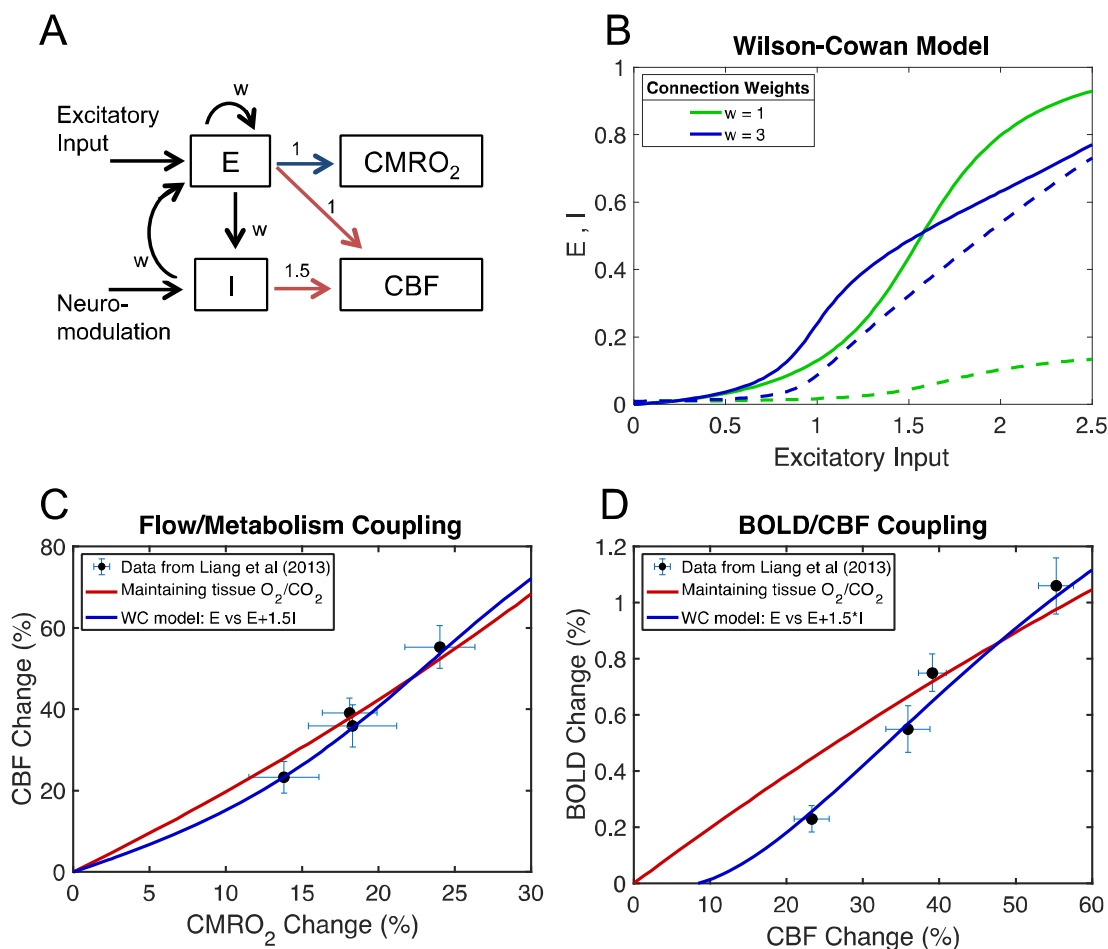 A
w
Excitatory
Input
E
1
CMRO₂
1
w
w
I
1.5
CBF
Neuro-
modulation
B
Wilson-Cowan Model
Connection Weights
w = 1
w = 3
1
0.8
0.6
0.4
0.2
0
E , I
0
0.5
1
1.5
2
2.5
Excitatory Input
C
Flow/Metabolism Coupling
Data from Liang et al (2013)
Maintaining tissue O₂/CO₂
WC model: E vs E+1.5I
80
60
40
20
0
CBF Change (%)
0
5
10
15
20
25
30
CMRO₂ Change (%)
D
BOLD/CBF Coupling
Data from Liang et al (2013)
Maintaining tissue O₂/CO₂
WC model: E vs E+1.5*I
1.2
1
0.8
0.6
0.4
0.2
0
BOLD Change (%)
0
10
20
30
40
50
60
CBF Change (%)